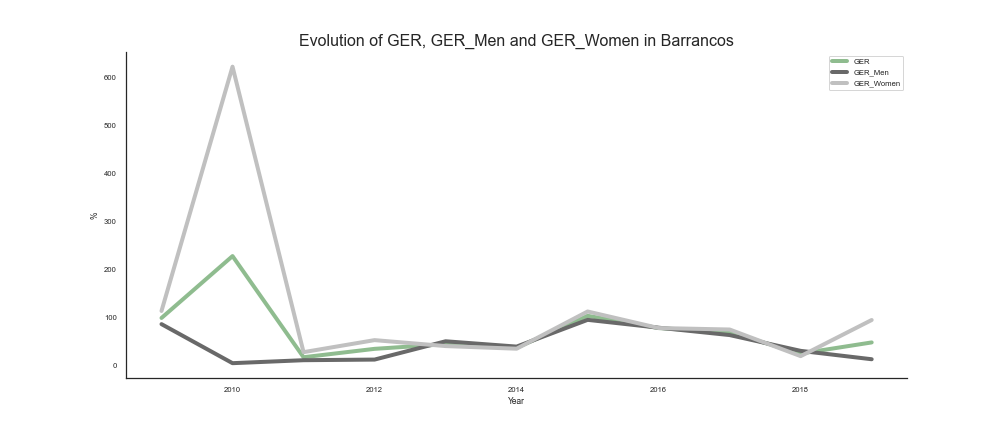 Evolution of GER, GER_Men and GER_Women in Barrancos
GER
GER_Men
GER_Women
600
500
400
300
200
100
0
%
2010
2012
2014
2016
2018
Year